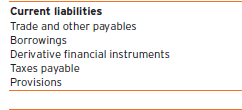 Current liabilities
Trade and other payables
Borrowings
Derivative financial instruments
Taxes payable
Provisions